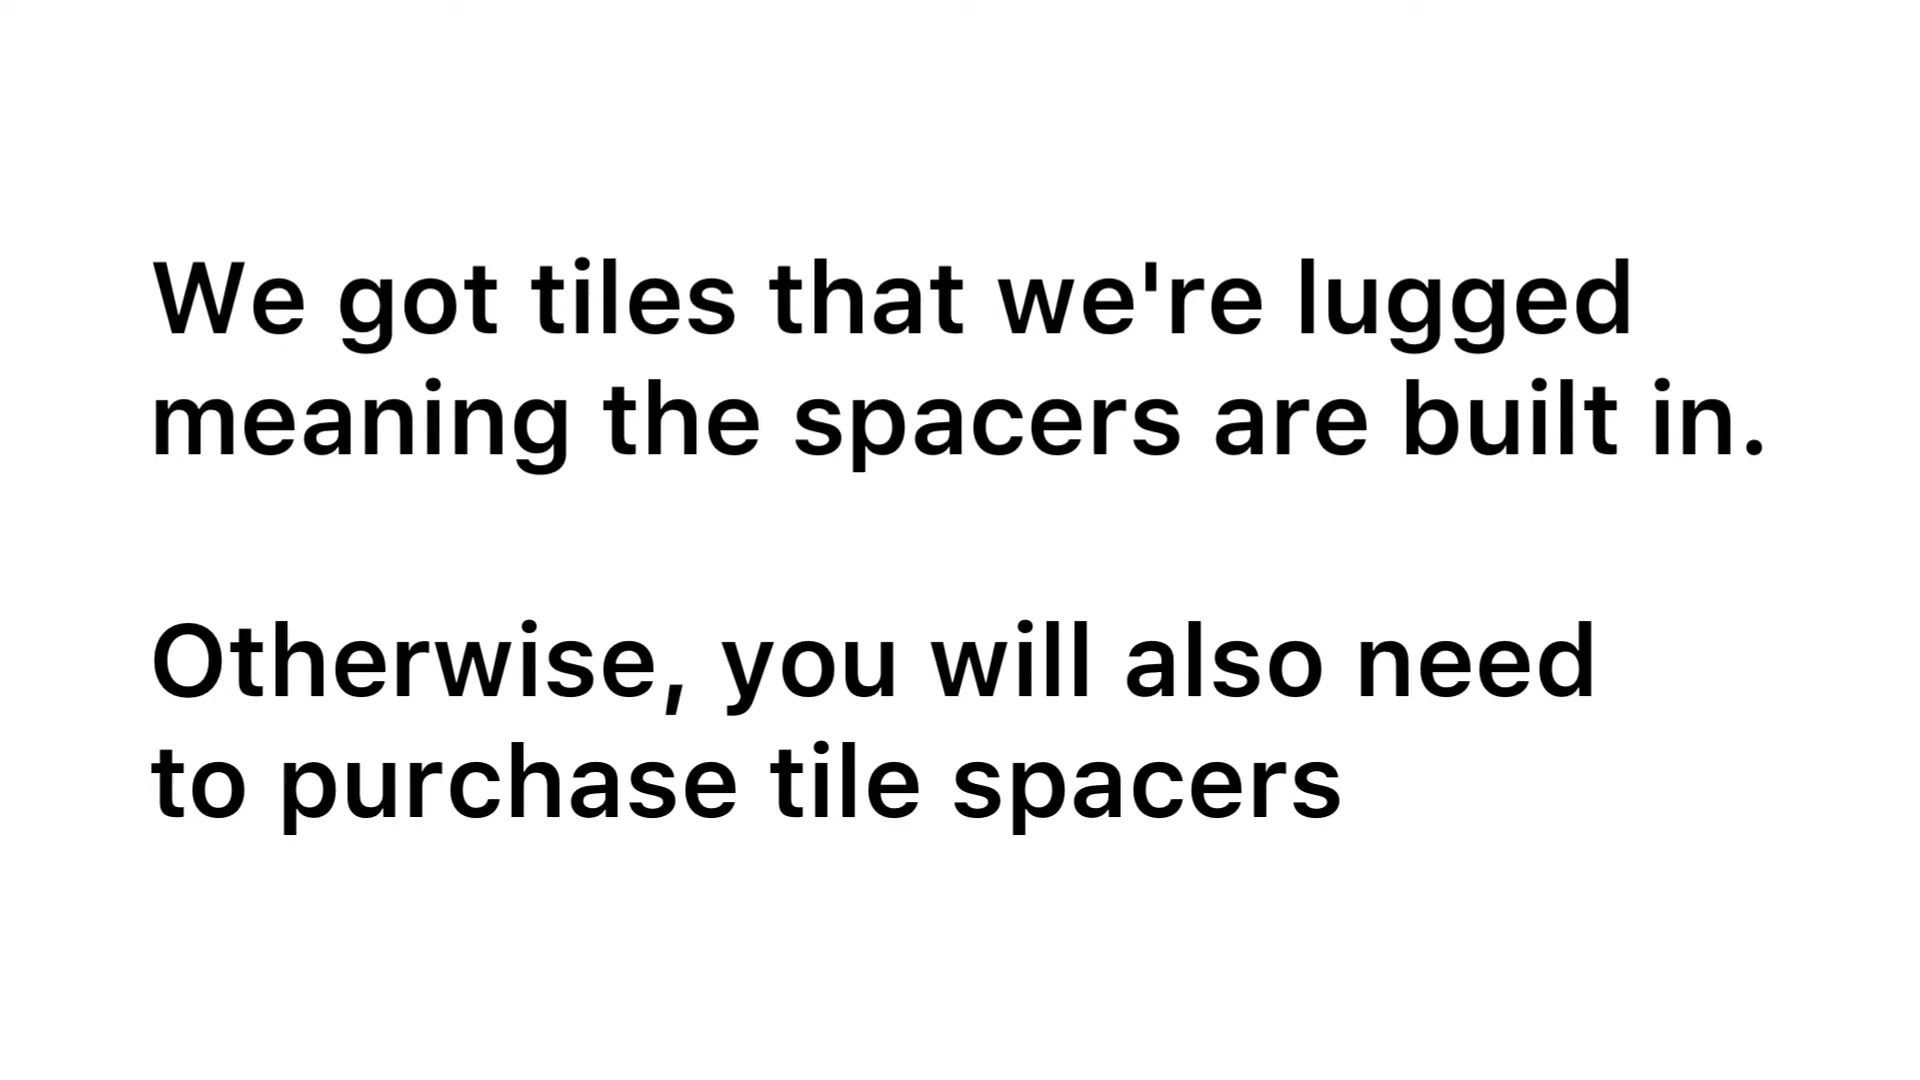 We got tiles that we're lugged
meaning the spacers are built in.
Otherwise, you will also need
to purchase tile spacers